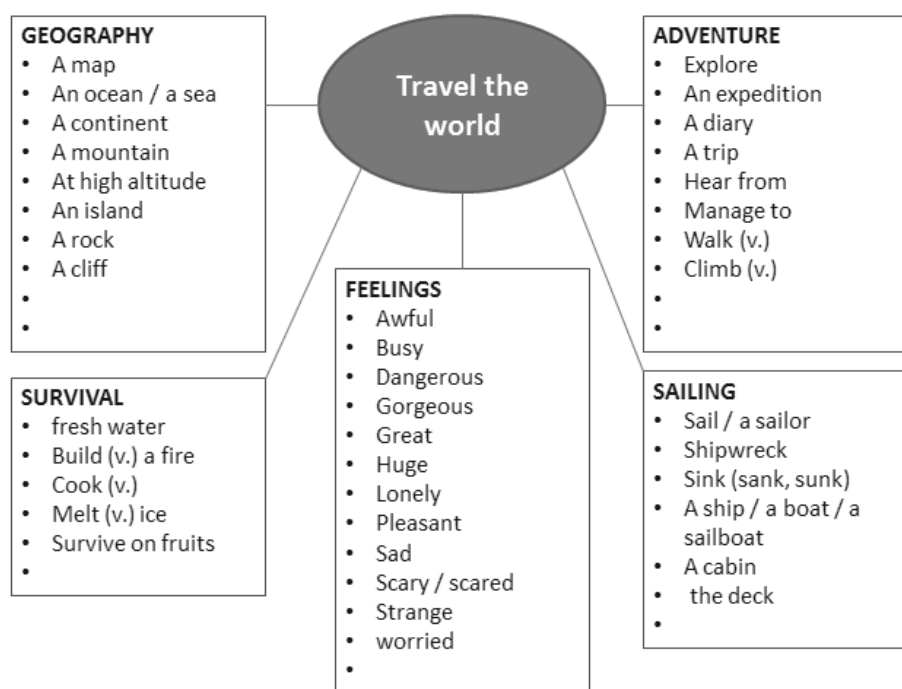 Travel the
world
GEOGRAPHY
• A map
• An ocean / a sea
• A continent
• A mountain
• At high altitude
• An island
• A rock
• A cliff
•
•
ADVENTURE
• Explore
• An expedition
• A diary
• A trip
• Hear from
• Manage to
• Walk (v.)
• Climb (v.)
•
•
SURVIVAL
• fresh water
• Build (v.) a fire
• Cook (v.)
• Melt (v.) ice
• Survive on fruits
•
FEELINGS
• Awful
• Busy
• Dangerous
• Gorgeous
• Great
• Huge
• Lonely
• Pleasant
• Sad
• Scary / scared
• Strange
• worried
•
SAILING
• Sail / a sailor
• Shipwreck
• Sink (sank, sunk)
• A ship / a boat / a
sailboat
• A cabin
• the deck
•